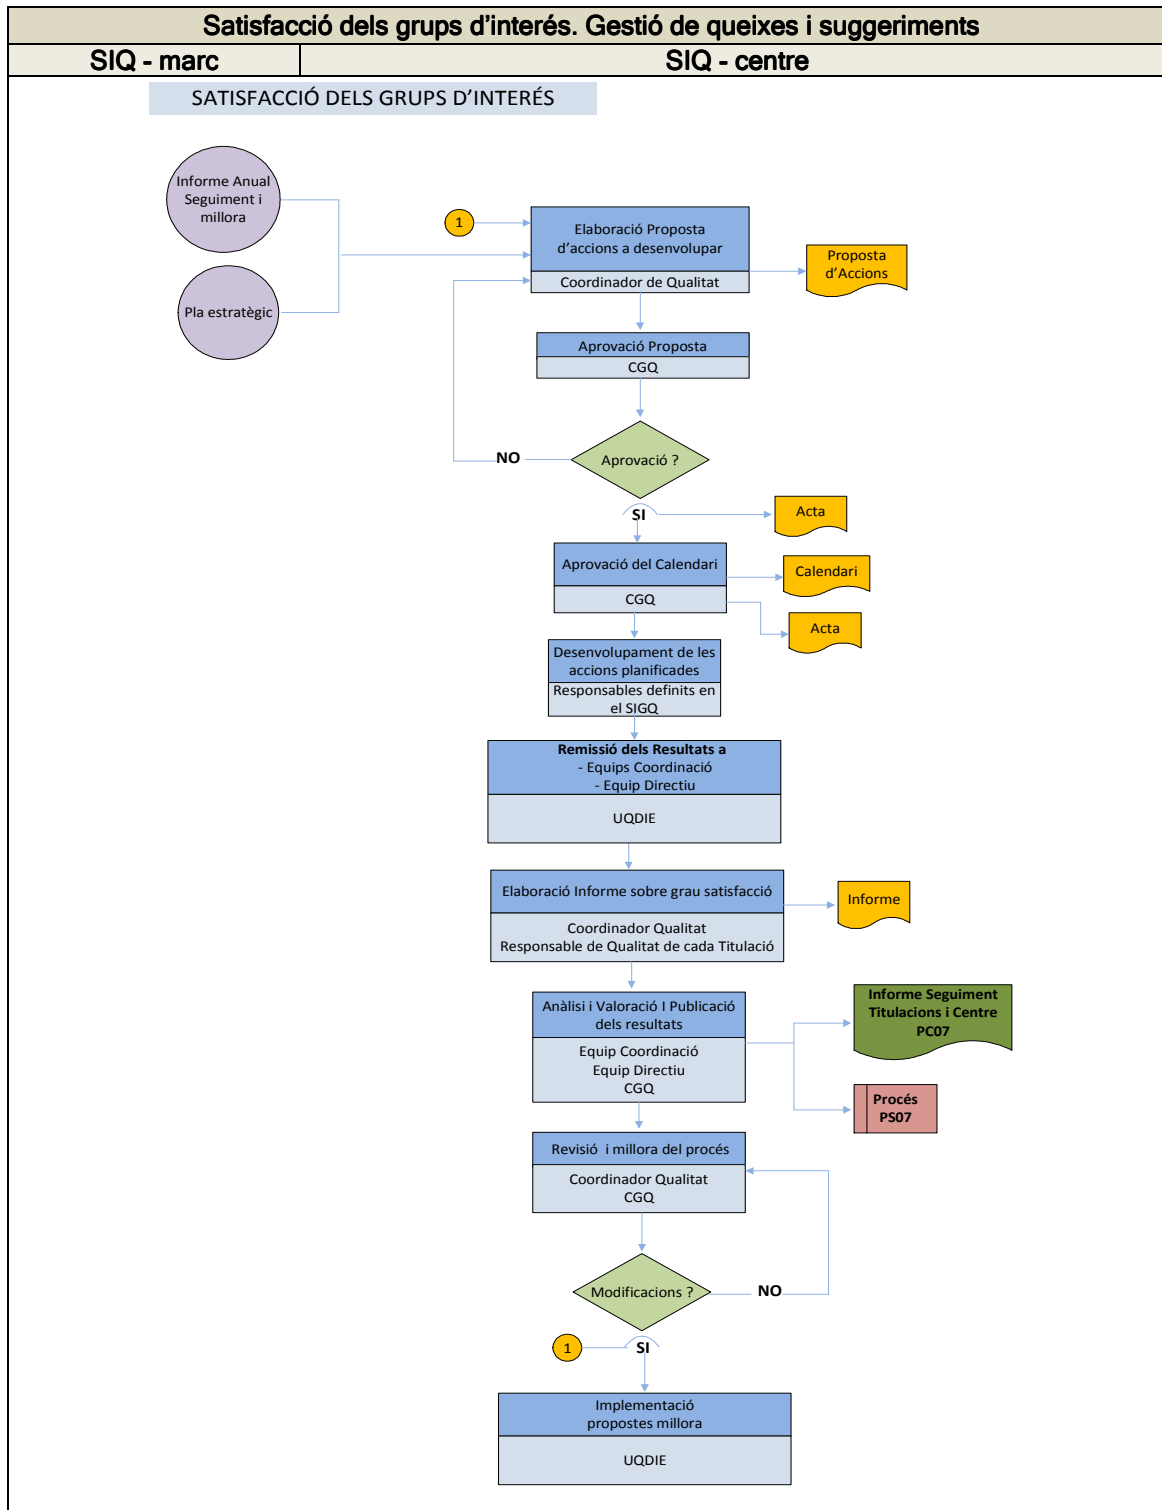 Satisfacció dels grups d'interés. Gestió de queixes i suggeriments
SIQ - marc
SIQ - centre
SATISFACCIÓ DELS GRUPS D'INTERÉS
Informe Anual
Seguiment i
millora
Pla estratègic
1
Elaboració Proposta
d'accions a desenvolupar
Coordinador de Qualitat
Proposta
d'Accions
Aprovació Proposta
CGQ
Aprovació ?
NO
SI
Acta
Aprovació del Calendari
CGQ
Calendari
Acta
Desenvolupament de les
accions planificades
Responsables definits en
el SIGQ
Remissió dels Resultats a
- Equips Coordinació
- Equip Directiu
UQDIE
Elaboració Informe sobre grau satisfacció
Coordinador Qualitat
Responsable de Qualitat de cada Titulació
Informe
Anàlisi i Valoració I Publicació
dels resultats
Equip Coordinació
Equip Directiu
CGQ
Informe Seguiment
Titulacions i Centre
PC07
Procés
PS07
Revisió i millora del procés
Coordinador Qualitat
CGQ
Modificacions ?
NO
1
SI
Implementació
propostes millora
UQDIE